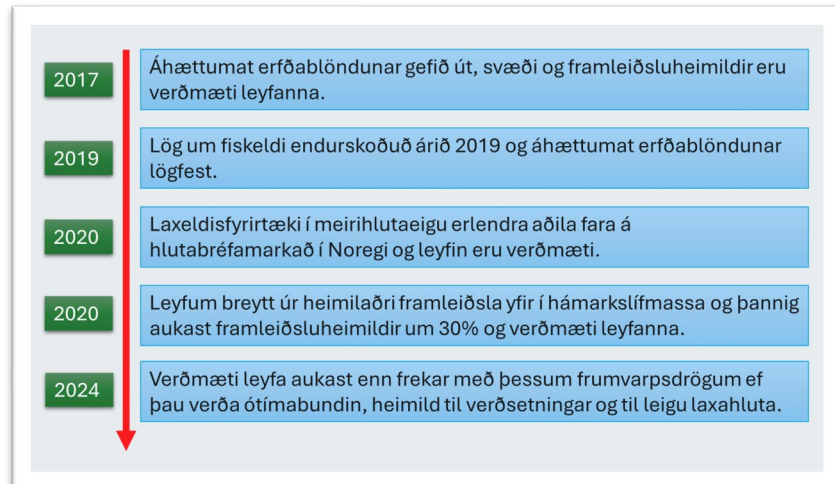 2017
Áhættumat erfðablöndunar gefið út, svæði og framleiðsluheimildir eru
verðmæti leyfanna.
2019
Lög um fiskeldi endurskoðuð árið 2019 og áhættumat erfðablöndunar
lögfest.
2020
Laxeldisfyrirtæki í meirihlutaeigu erlendra aðila fara á
hlutabréfamarkað í Noregi og leyfin eru verðmæti.
2020
Leyfum breytt úr heimilaðri framleiðsla yfir í hámarkslífmassa og þannig
aukast framleiðsluheimildir um 30% og verðmæti leyfanna.
2024
Verðmæti leyfa aukast enn frekar með þessum frumvarpsdrögum ef
þau verða ótímabundin, heimild til verðsetningar og til leigu laxahluta.